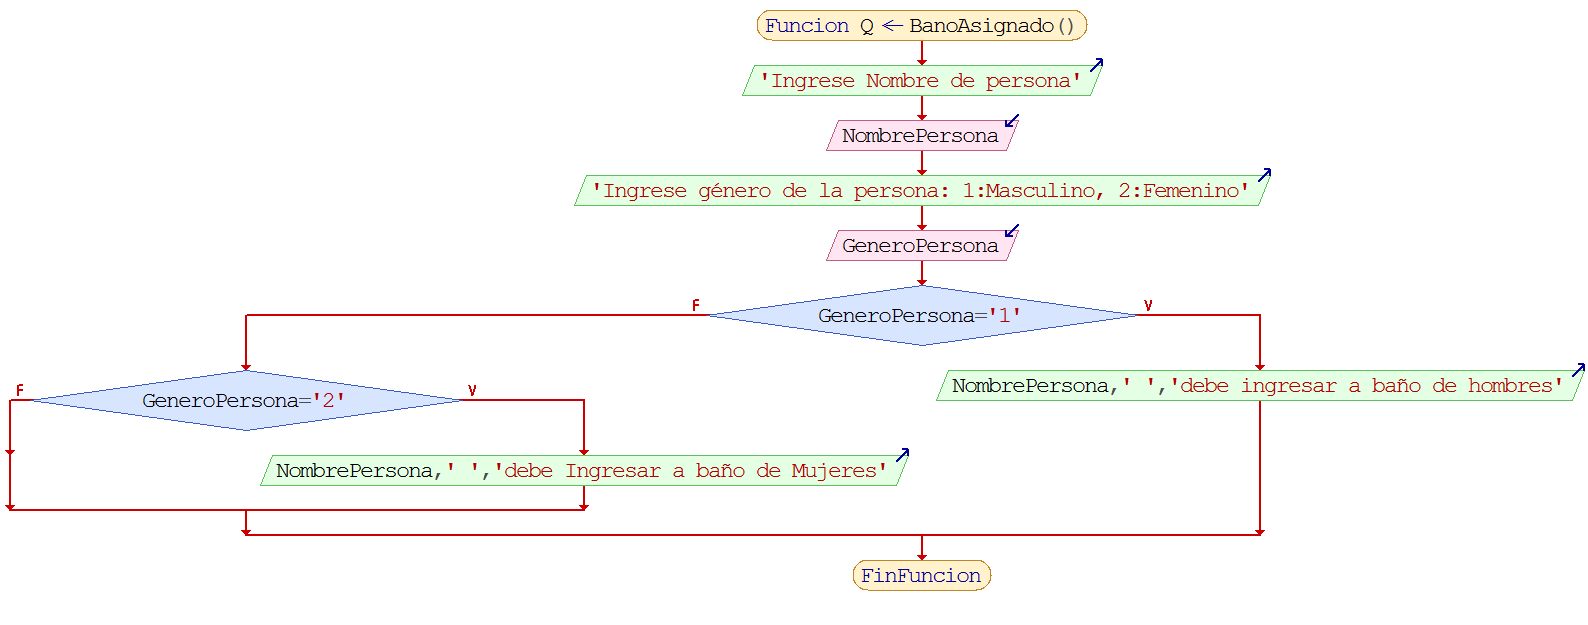 Funcion Q <- BanoAsignado()
'Ingrese Nombre de persona'
NombrePersona
'Ingrese género de la persona: 1:Masculino, 2:Femenino'
GeneroPersona
F
V
GeneroPersona='1'
F
V
GeneroPersona='2'
NombrePersona,' ','debe ingresar a baño de hombres'
NombrePersona,' ','debe Ingresar a baño de Mujeres'
FinFuncion